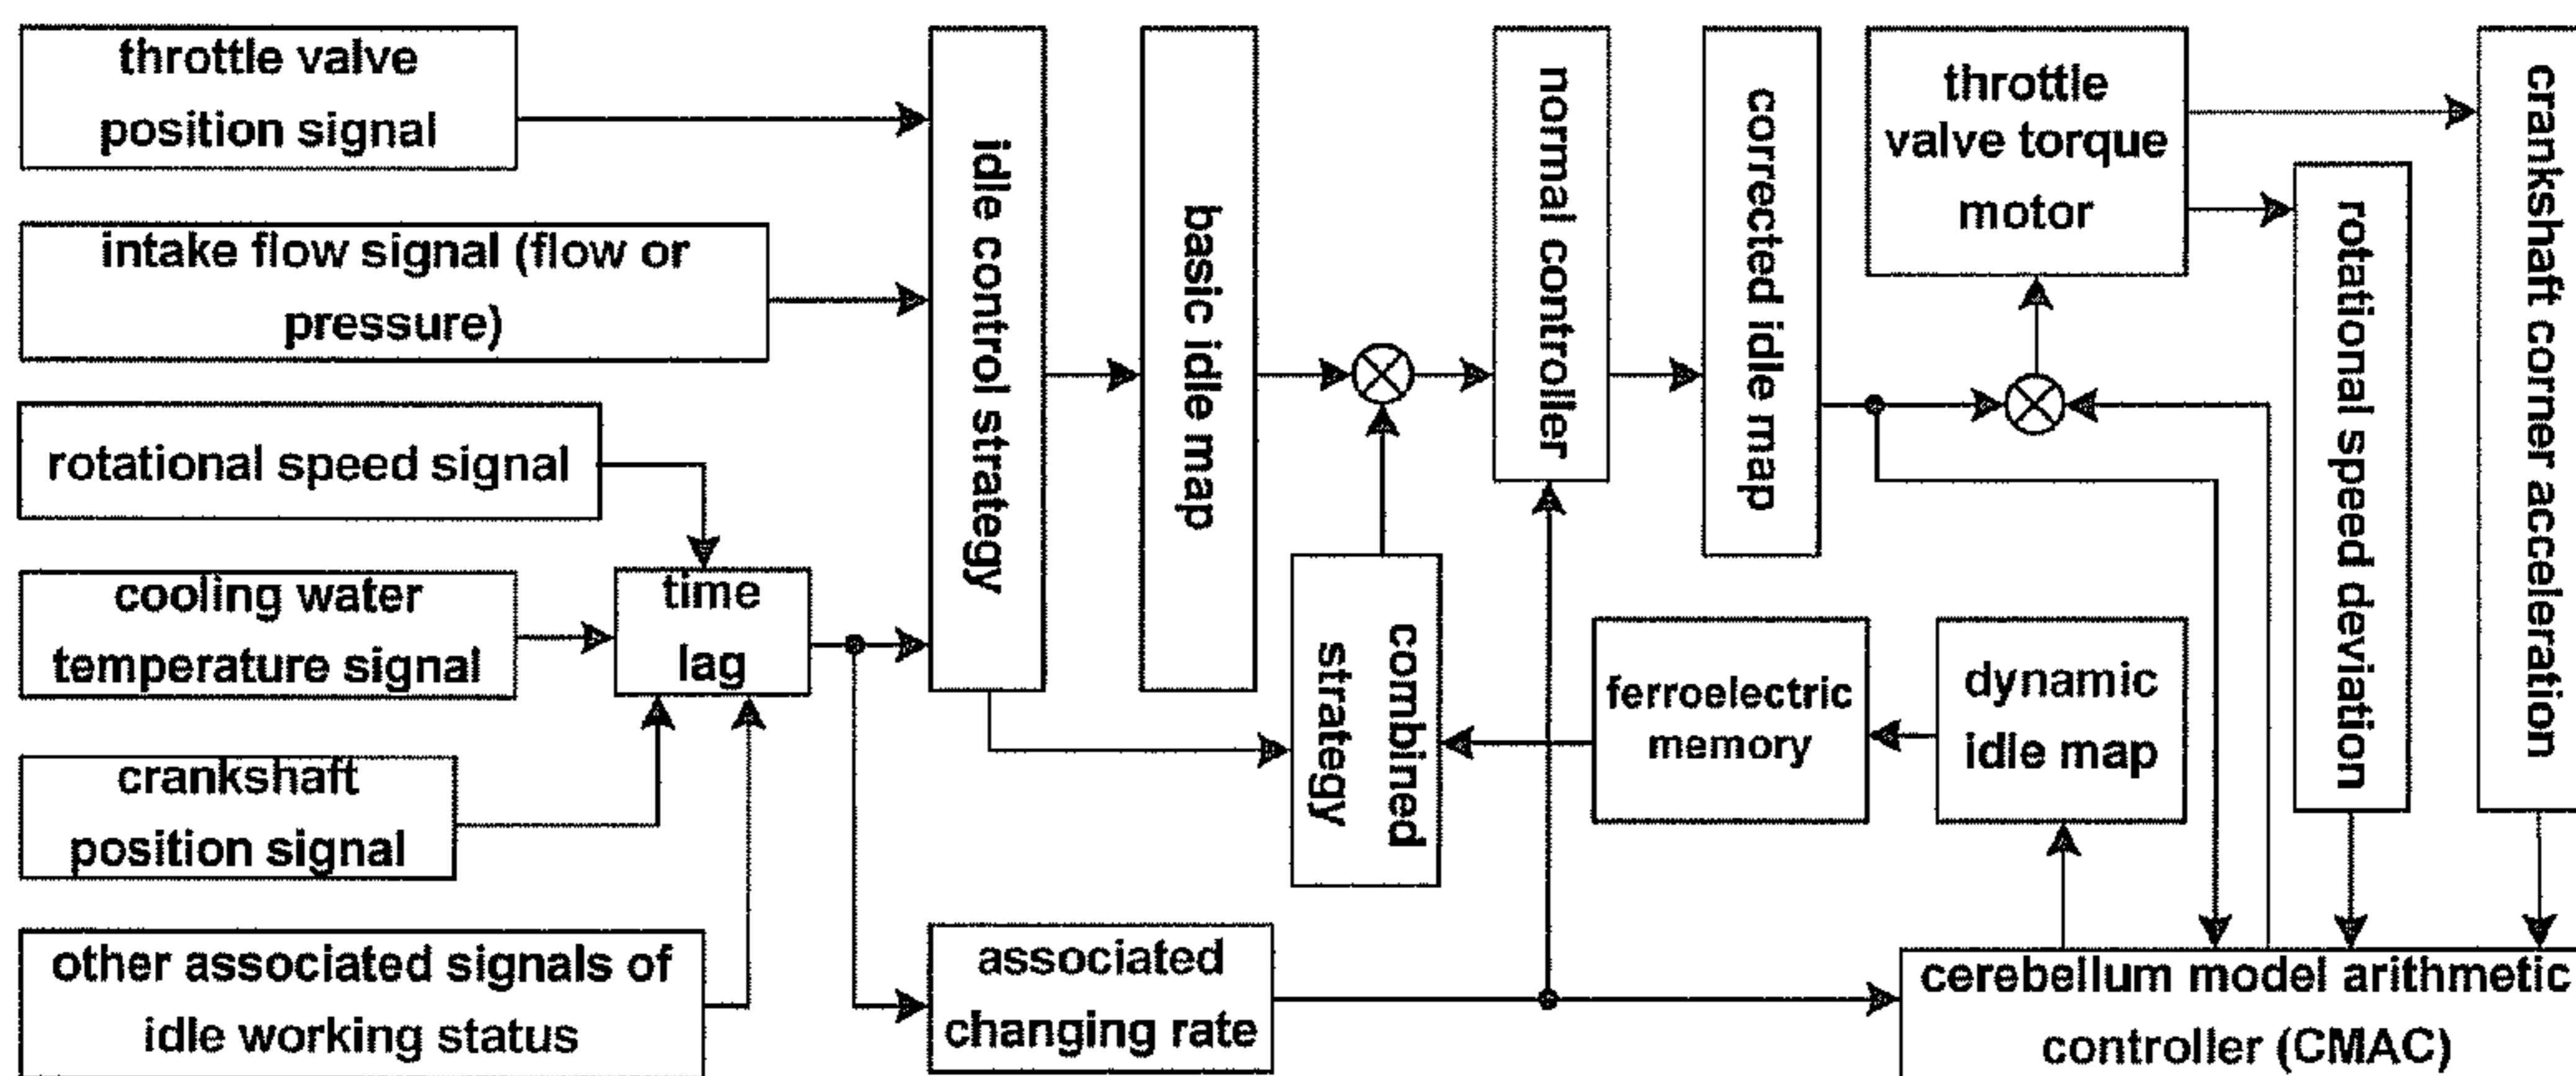 throttle valve
position signal
intake flow signal (flow or
pressure)
rotational speed signal
cooling water
temperature signal
crankshaft
position signal
other associated signals of
idle working status
time
lag
idle control strategy
basic idle map
associated
changing rate
combined
strategy
normal controller
corrected idle map
ferroelectric
memory
dynamic
idle map
throttle
valve torque
motor
rotational speed deviation
crankshaft corner acceleration
cerebellum model arithmetic
controller (CMAC)